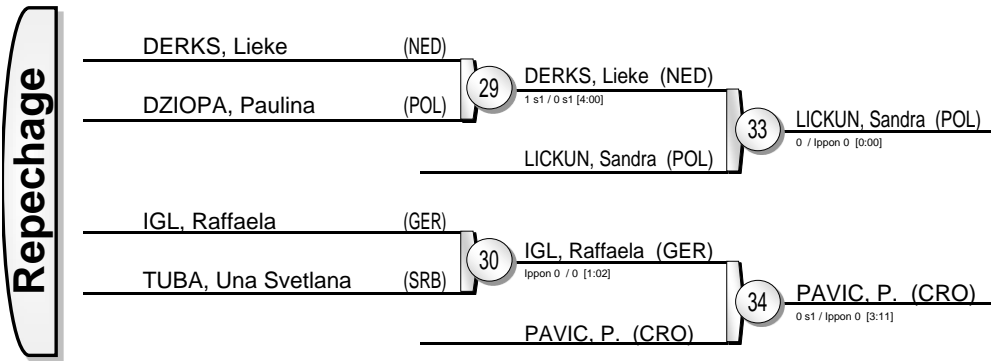 Repechage
DERKS, Lieke (NED)
DZIOPA, Paulina (POL)
29
DERKS, Lieke (NED)
1 s1 / 0 s1 [4:00]
LICKUN, Sandra (POL)
33
LICKUN, Sandra (POL)
0 / Ippon 0 [0:00]
IGL, Raffaela (GER)
TUBA, Una Svetlana (SRB)
30
IGL, Raffaela (GER)
Ippon 0 / 0 [1:02]
PAVIC, P. (CRO)
34
PAVIC, P. (CRO)
0 s1 / Ippon 0 [3:11]